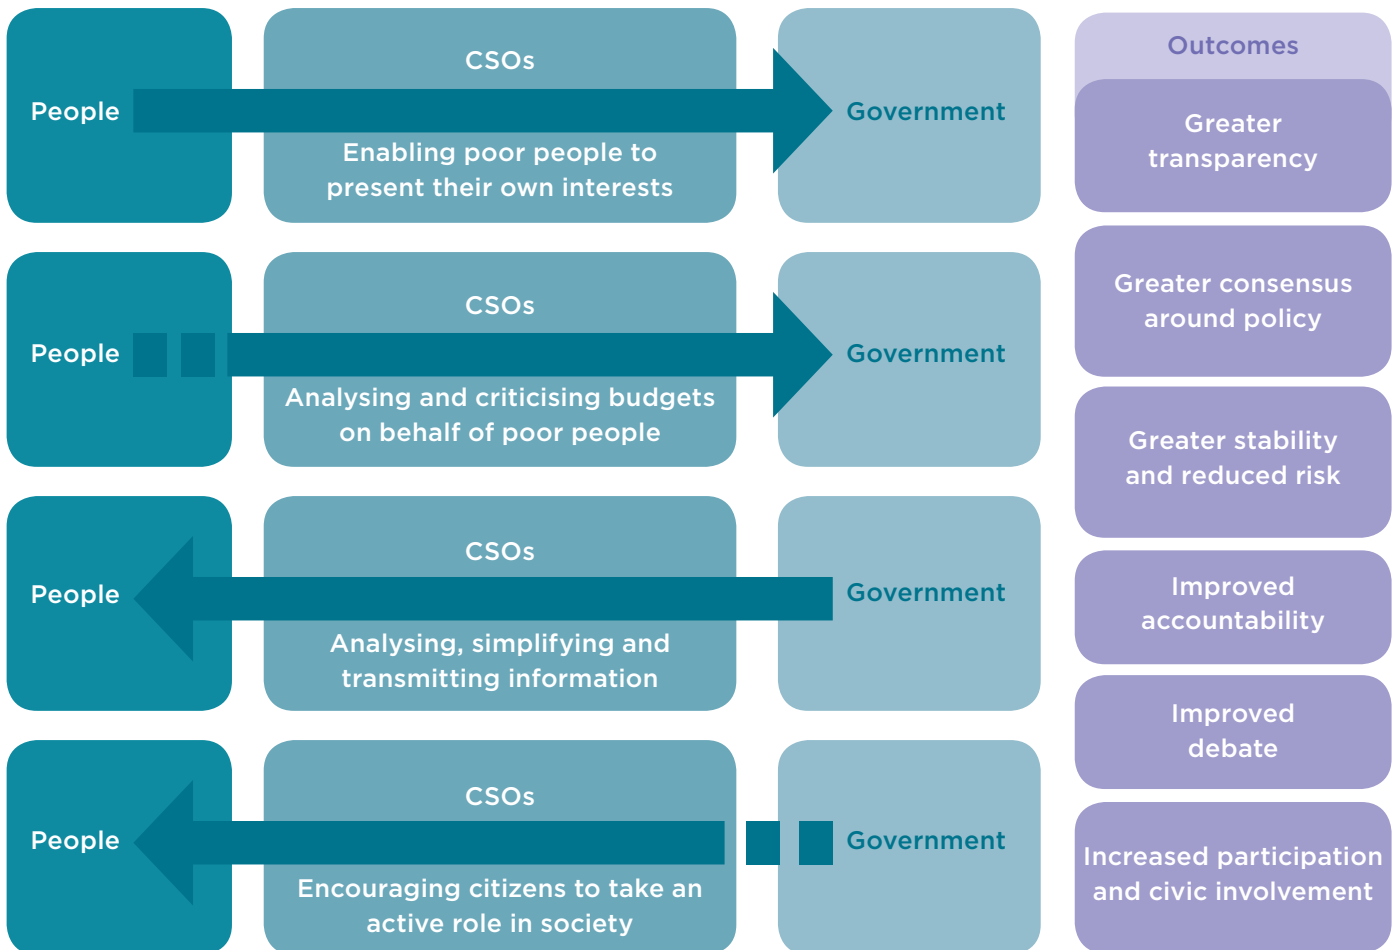 People
CSOs
Enabling poor people to
present their own interests
Government
People
CSOs
Analysing and criticising budgets
on behalf of poor people
Government
People
CSOs
Analysing, simplifying and
transmitting information
Government
People
CSOs
Encouraging citizens to take an
active role in society
Government
Outcomes
Greater
transparency
Greater consensus
around policy
Greater stability
and reduced risk
Improved
accountability
Improved
debate
Increased participation
and civic involvement